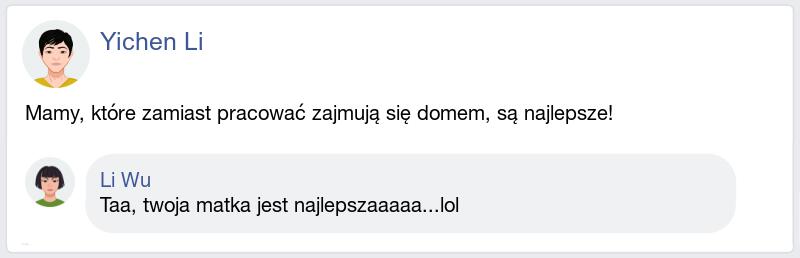 Yichen Li
Mamy, które zamiast pracować zajmują się domem, są najlepsze!
Li Wu
Taa, twoja matka jest najlepszaaaaa...lol